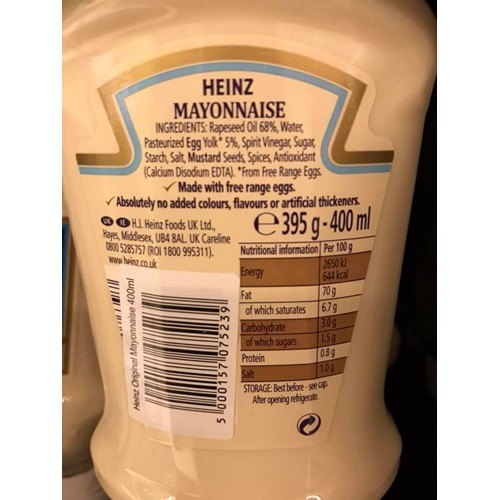 HEINZ
MAYONNAISE
INGREDIENTS: Rapeseed Oil 68%, Water,
Pasteurized Egg Yolk* 5%, Spirit Vinegar, Sugar,
Starch, Salt, Mustard Seeds, Spices, Antioxidant
(Calcium Disodium EDTA). *From Free Range Eggs.
✓ Made with free range eggs.
✓ Absolutely no added colours, flavours or artificial thickeners.
UK IE H.J. Heinz Foods UK Ltd.,
Hayes, Middlesex, UB4 8AL. UK Careline
0800 5285757 (ROI 1800 995311).
www.heinz.co.uk
℮ 395 g - 400 ml
Nutritional information Per 100 g
Energy 2650 kJ
644 kcal
Fat 70 g
of which saturates 6.7 g
Carbohydrate 3.0 g
of which sugars 1.5 g
Protein 0.8 g
Salt 1.0 g
STORAGE: Best before - see cap.
After opening refrigerate.
Heinz Original Mayonnaise 400ml
5 000157 075239